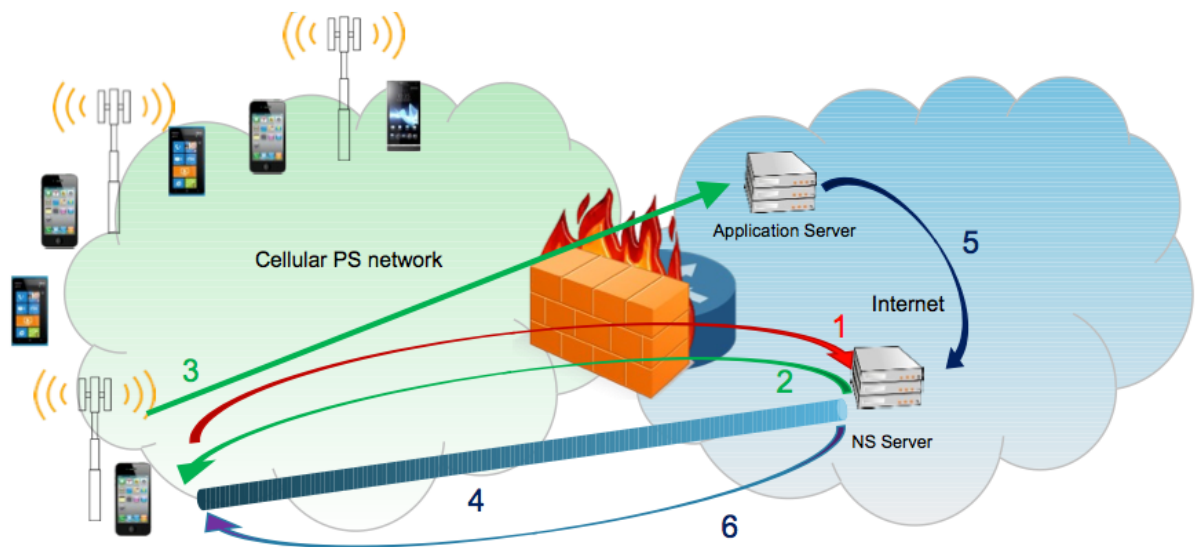 Application Server
5
Cellular PS network
Internet
1
3
2
NS Server
4
6